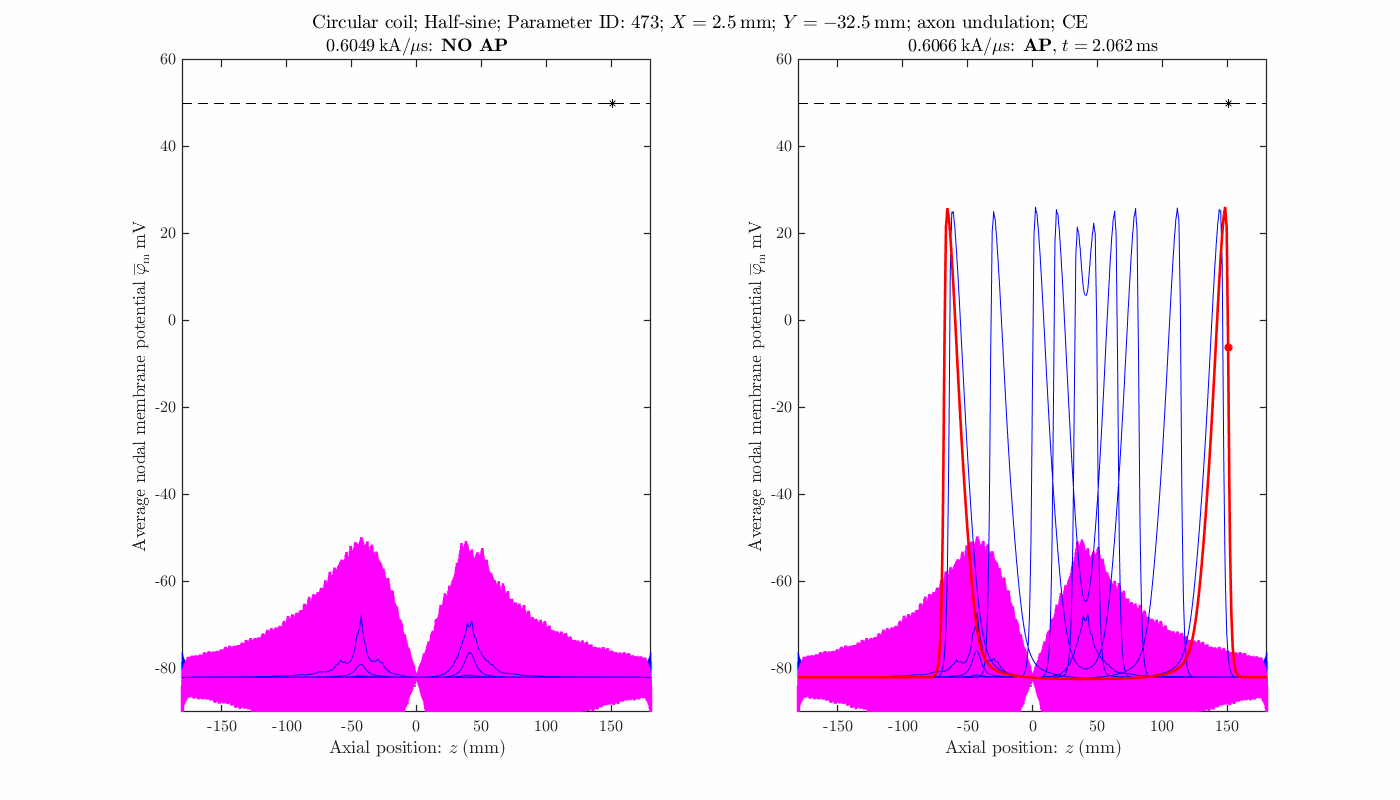 Circular coil; Half-sine; Parameter ID: 473; X = 2.5 mm; Y = −32.5 mm; axon undulation; CE
0.6049 kA/μs: NO AP
60
40
20
0
-20
-40
-60
-80
Average nodal membrane potential φ̅m mV
-150 -100 -50 0 50 100 150
Axial position: z (mm)
0.6066 kA/μs: AP, t = 2.062 ms
60
40
20
0
-20
-40
-60
-80
Average nodal membrane potential φ̅m mV
-150 -100 -50 0 50 100 150
Axial position: z (mm)